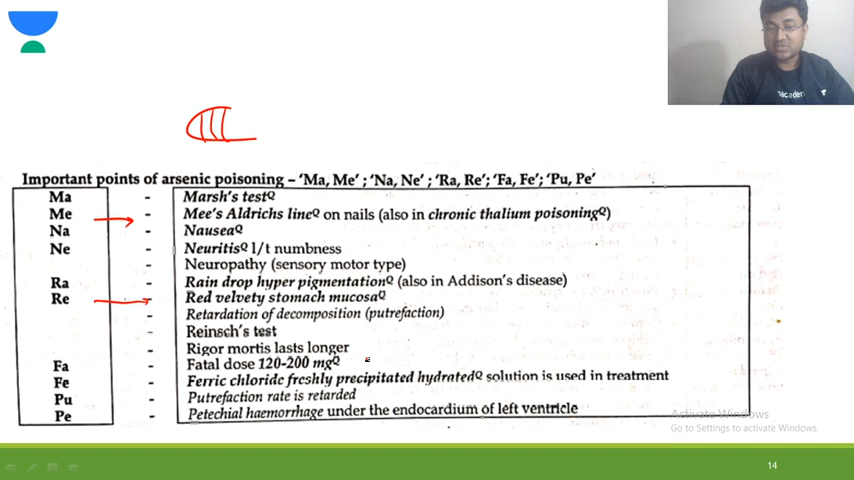 Important points of arsenic poisoning – 'Ma, Me' ; 'Na, Ne' ; 'Ra, Re'; 'Fa, Fe'; 'Pu, Pe'
Ma - Marsh's testQ
Me - Mee's Aldrichs lineQ on nails (also in chronic thalium poisoningQ)
Na - NauseaQ
Ne - NeuritisQ l/t numbness
- Neuropathy (sensory motor type)
Ra - Rain drop hyper pigmentationQ (also in Addison's disease)
Re - Red velvety stomach mucosaQ
- Retardation of decomposition (putrefaction)
- Reinsch's test
- Rigor mortis lasts longer
Fa - Fatal dose 120-200 mgQ
Fe - Ferric chloride freshly precipitated hydratedQ solution is used in treatment
Pu - Putrefaction rate is retarded
Pe - Petechial haemorrhage under the endocardium of left ventricle
Activate Windows
Go to Settings to activate Windows.
14